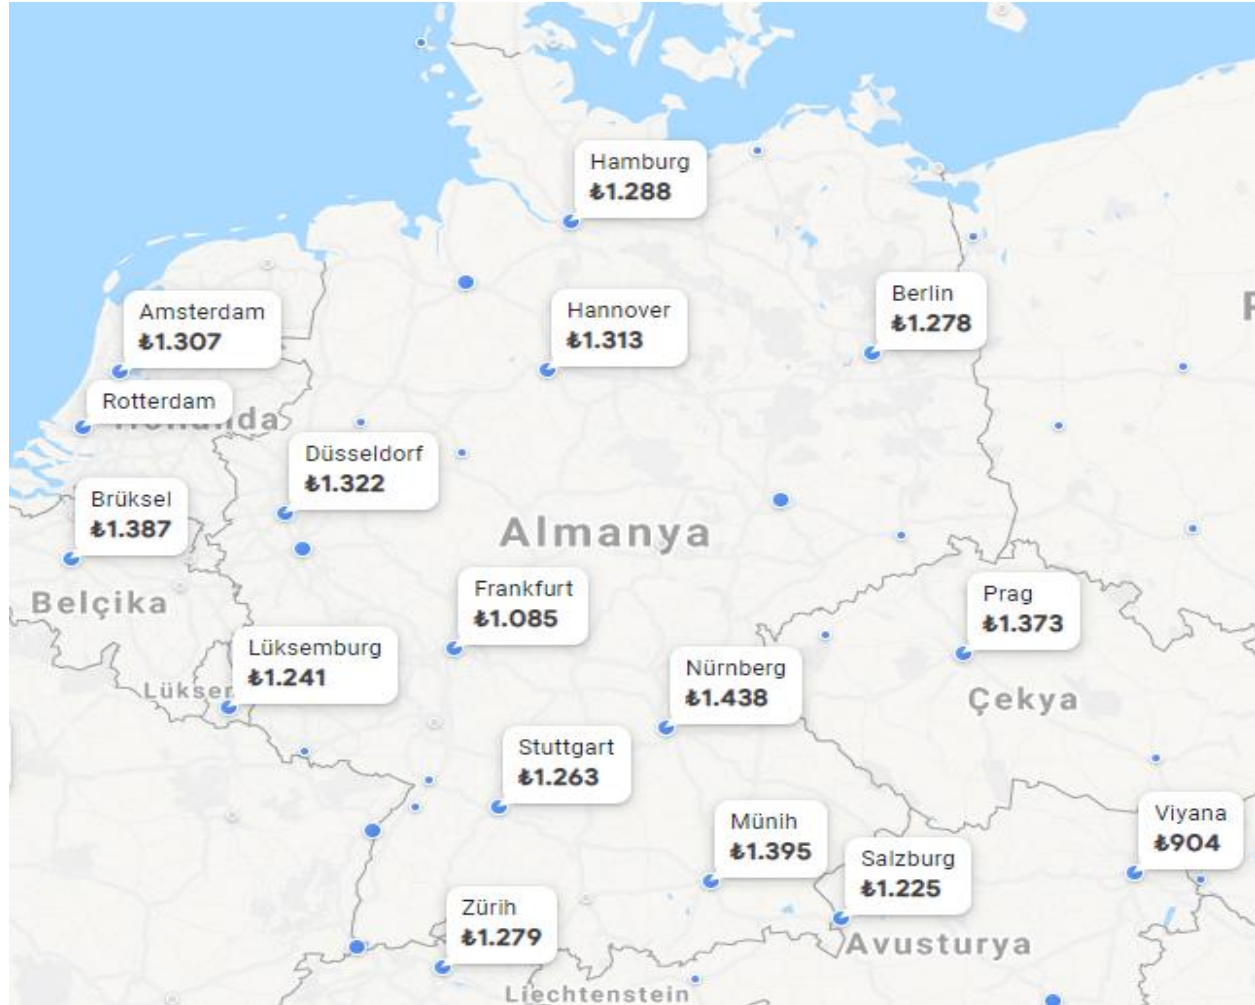 Hamburg
₺1.288
Berlin
₺1.278
Amsterdam
₺1.307
Hannover
₺1.313
Rotterdam
Düsseldorf
₺1.322
Brüksel
₺1.387
Almanya
Frankfurt
₺1.085
Prag
₺1.373
Belçika
Lüksemburg
₺1.241
Nürnberg
₺1.438
Çekya
Stuttgart
₺1.263
Münih
₺1.395
Viyana
₺904
Salzburg
₺1.225
Zürih
₺1.279
Avusturya
Liechtenstein